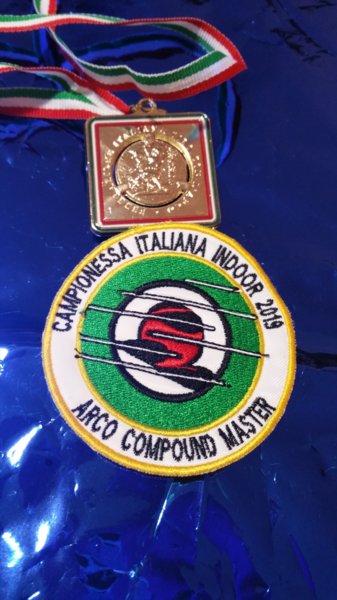 CAMPIONESSA ITALIANA INDOOR 2019
ARCO COMPOUND MASTER